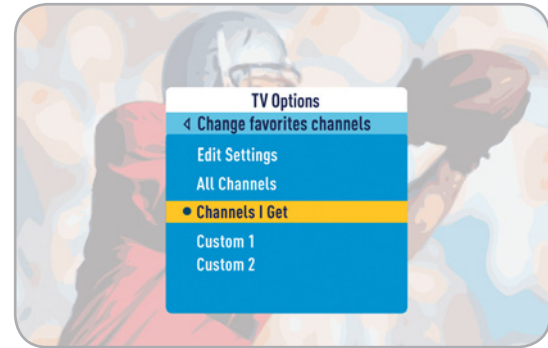 TV Options
Change favorites channels
Edit Settings
All Channels
Channels I Get
Custom 1
Custom 2